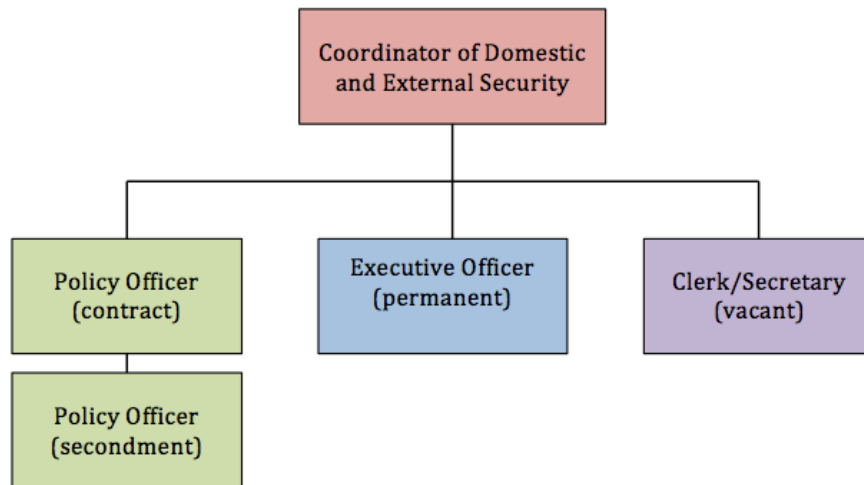 Coordinator of Domestic
and External Security
Policy Officer
(contract)
Executive Officer
(permanent)
Clerk/Secretary
(vacant)
Policy Officer
(secondment)